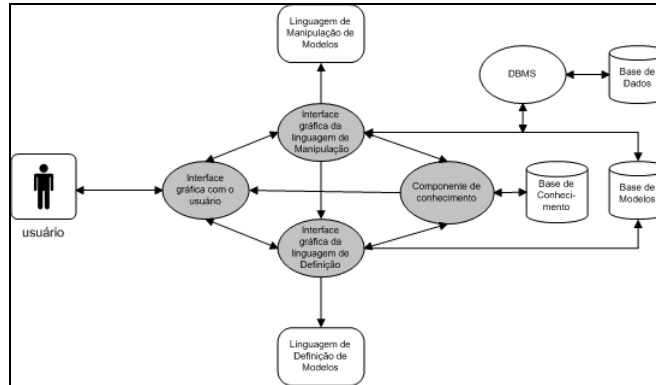 Linguagem de
Manipulação de
Modelos
DBMS
Base de
Dados
Interface
gráfica da
linguagem de
Manipulação
Interface
gráfica com o
usuário
Componente de
conhecimento
Base de
Conheci-
mento
Base de
Modelos
usuário
Interface
gráfica da
linguagem de
Definição
Linguagem de
Definição de
Modelos